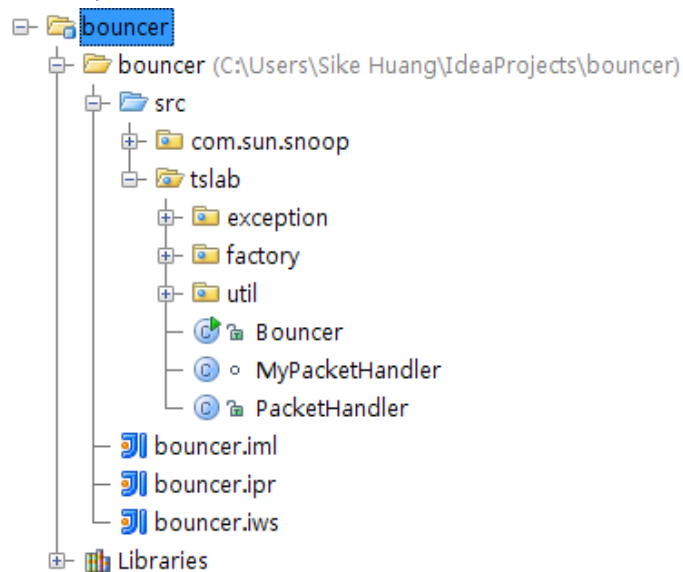 bouncer
bouncer (C:\Users\Sike Huang\IdeaProjects\bouncer)
src
com.sun.snoop
tslab
exception
factory
util
Bouncer
MyPacketHandler
PacketHandler
bouncer.iml
bouncer.ipr
bouncer.iws
Libraries